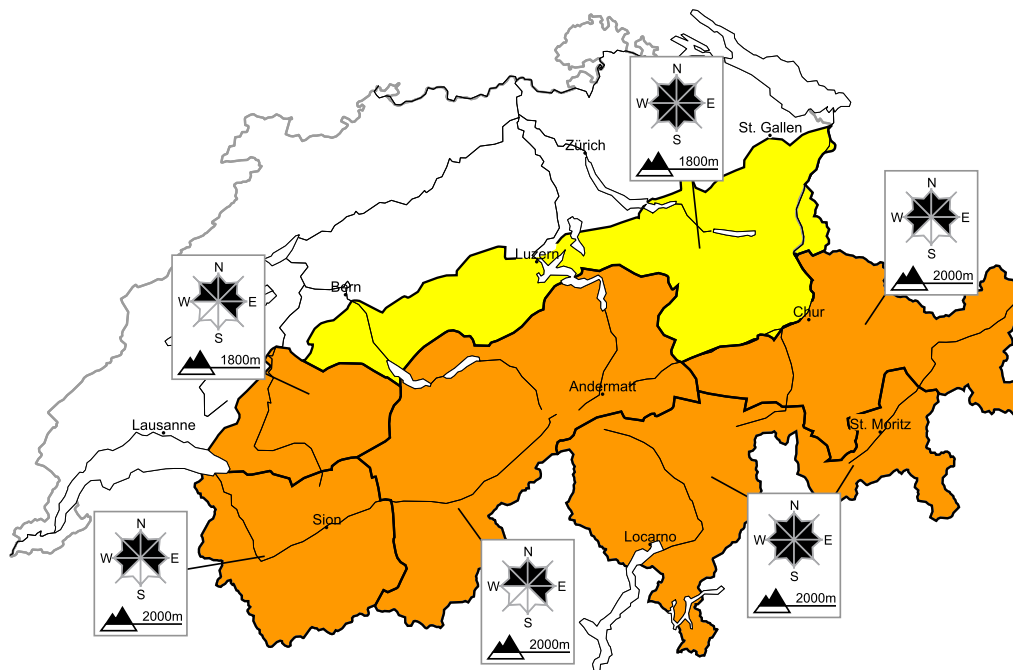 N
W E
S
1800m
St. Gallen
Zürich
N
W E
S
2000m
Luzern
N
W E
S
1800m
Bern
Chur
Andermatt
Lausanne
St. Moritz
N
W E
S
2000m
Sion
N
W E
S
2000m
Locarno
N
W E
S
2000m